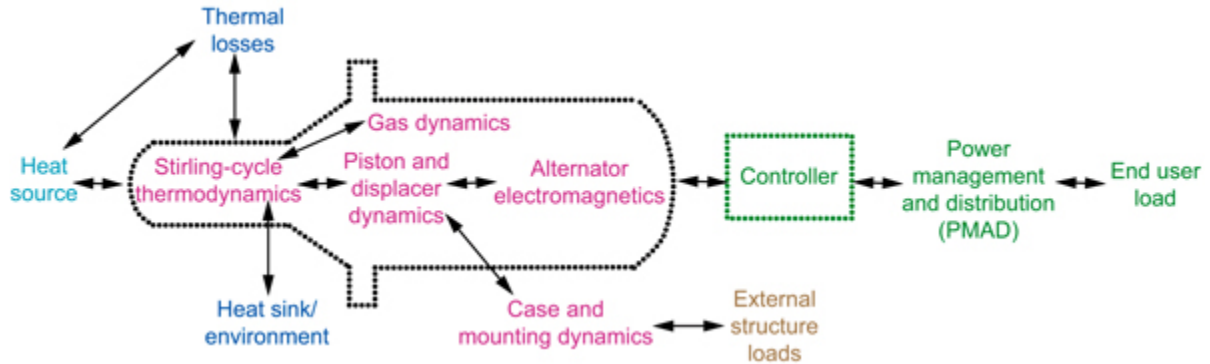 Thermal
losses
Gas dynamics
Heat
source
Stirling-cycle
thermodynamics
Piston and
displacer
dynamics
Alternator
electromagnetics
Controller
Power
management
and distribution
(PMAD)
End user
load
Heat sink/
environment
Case and
mounting dynamics
External
structure
loads